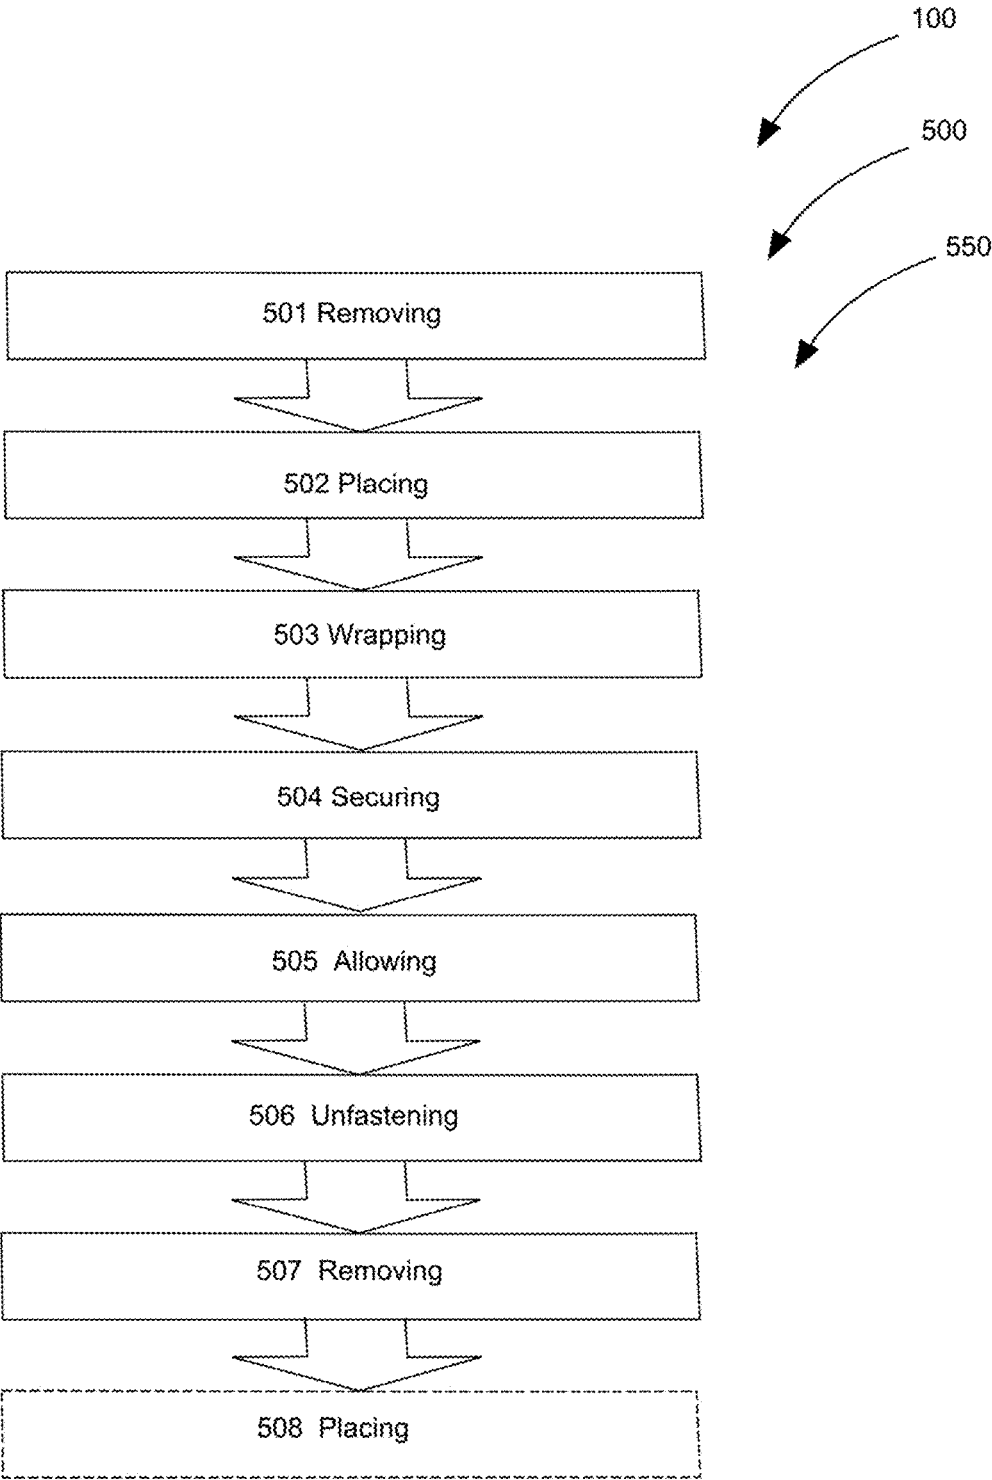 100
500
550
501 Removing
502 Placing
503 Wrapping
504 Securing
505 Allowing
506 Unfastening
507 Removing
508 Placing